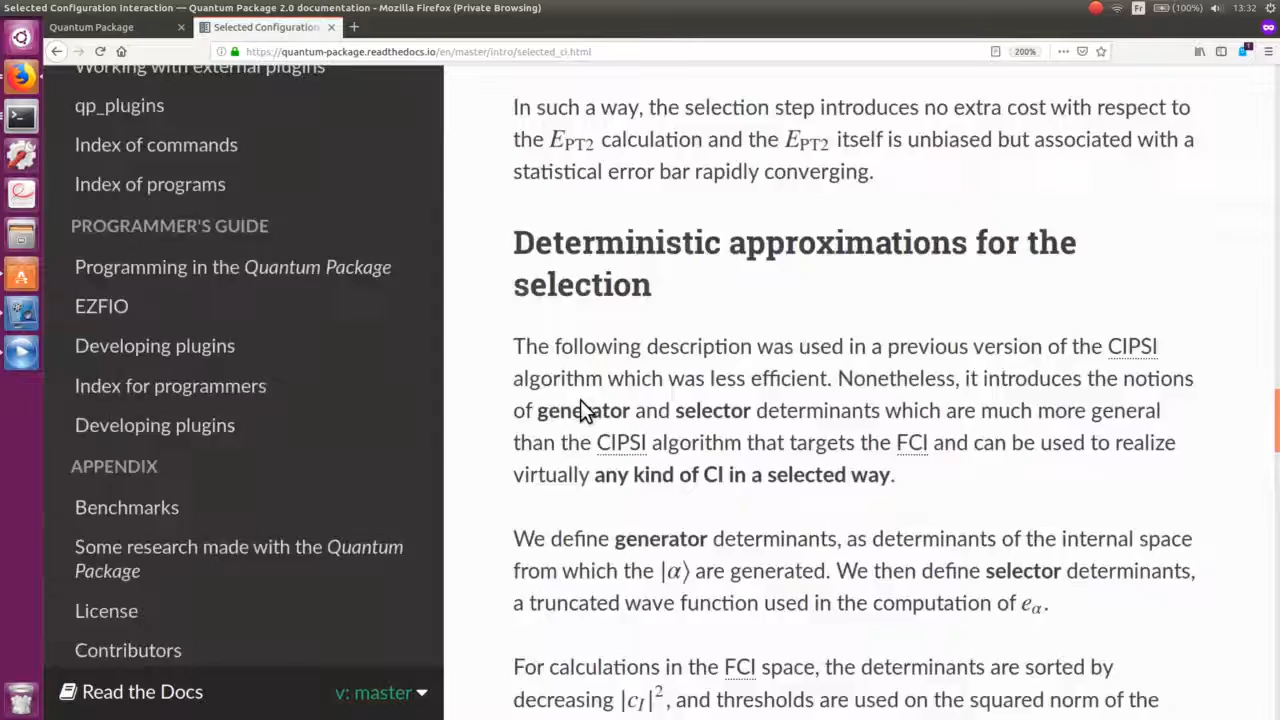 Selected Configuration Interaction — Quantum Package 2.0 documentation - Mozilla Firefox (Private Browsing)
Fr (100%) 13:32
Quantum Package × Selected Configuration × +
https://quantum-package.readthedocs.io/en/master/intro/selected_ci.html 200%
Working with external plugins
qp_plugins
Index of commands
Index of programs
PROGRAMMER'S GUIDE
Programming in the Quantum Package
EZFIO
Developing plugins
Index for programmers
Developing plugins
APPENDIX
Benchmarks
Some research made with the Quantum
Package
License
Contributors
Read the Docs v: master
In such a way, the selection step introduces no extra cost with respect to
the E_PT2 calculation and the E_PT2 itself is unbiased but associated with a
statistical error bar rapidly converging.
Deterministic approximations for the
selection
The following description was used in a previous version of the CIPSI
algorithm which was less efficient. Nonetheless, it introduces the notions
of generator and selector determinants which are much more general
than the CIPSI algorithm that targets the FCI and can be used to realize
virtually any kind of CI in a selected way.
We define generator determinants, as determinants of the internal space
from which the |α⟩ are generated. We then define selector determinants,
a truncated wave function used in the computation of e_α.
For calculations in the FCI space, the determinants are sorted by
decreasing |c_I|², and thresholds are used on the squared norm of the